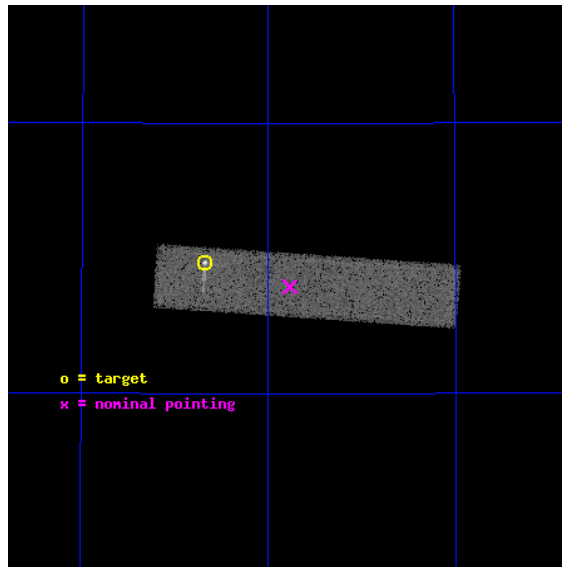 o = target
x = nominal pointing